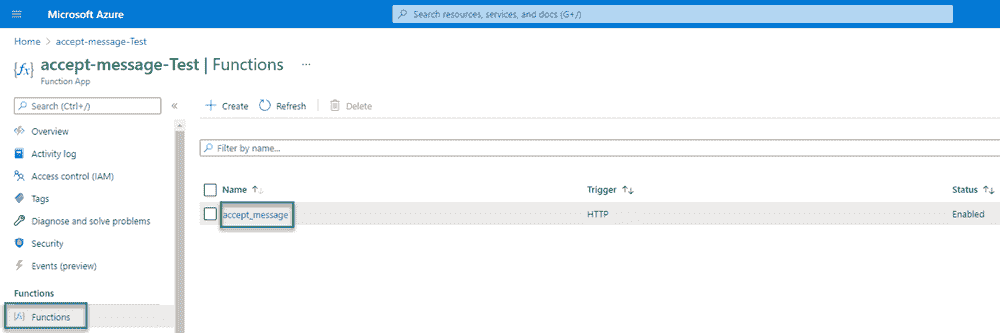 Microsoft Azure
Search resources, services, and docs (G+/)
Home > accept-message-Test
{fx} accept-message-Test | Functions ...
Function App
Search (Ctrl+/) «
Create Refresh Delete
Overview
Activity log
Filter by name...
Access control (IAM)
Name ↑↓ Trigger ↑↓ Status ↑↓
Tags
accept_message HTTP Enabled
Diagnose and solve problems
Security
Events (preview)
Functions
{fx} Functions